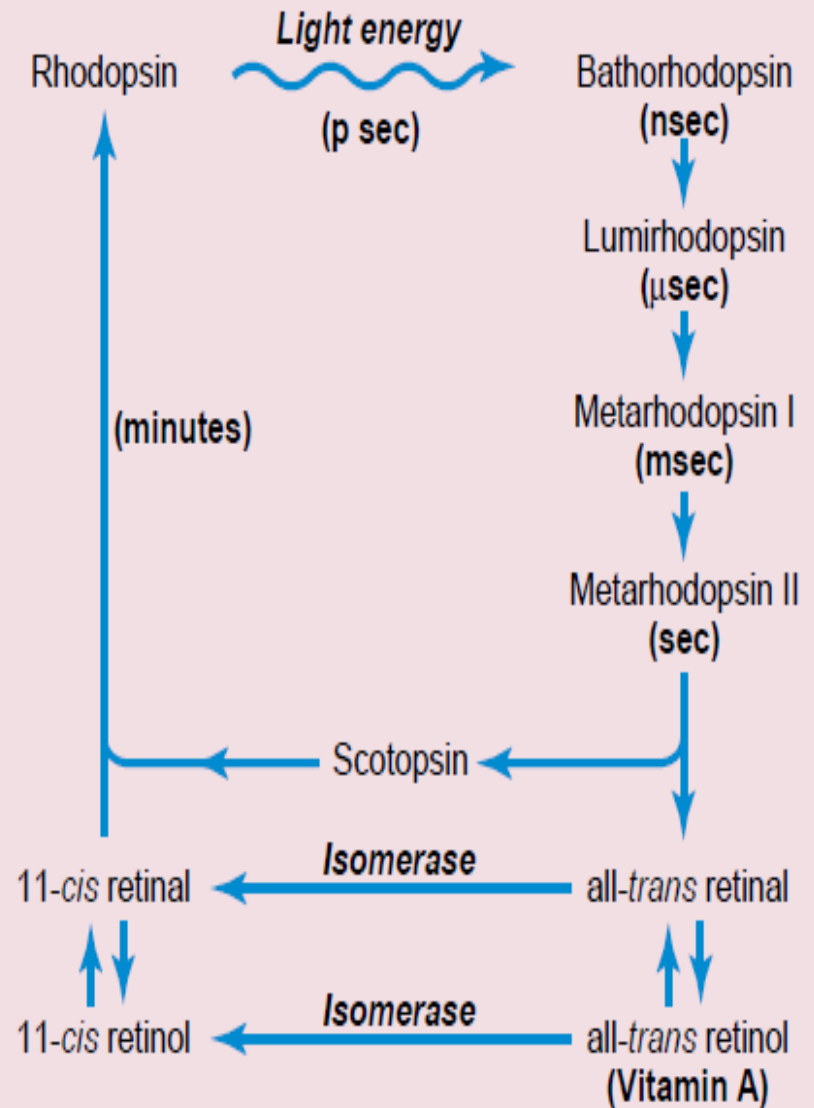 Light energy
Rhodopsin
(p sec)
Bathorhodopsin
(nsec)
Lumirhodopsin
(μsec)
Metarhodopsin I
(msec)
(minutes)
Metarhodopsin II
(sec)
Scotopsin
11-cis retinal
Isomerase
all-trans retinal
11-cis retinol
Isomerase
all-trans retinol
(Vitamin A)